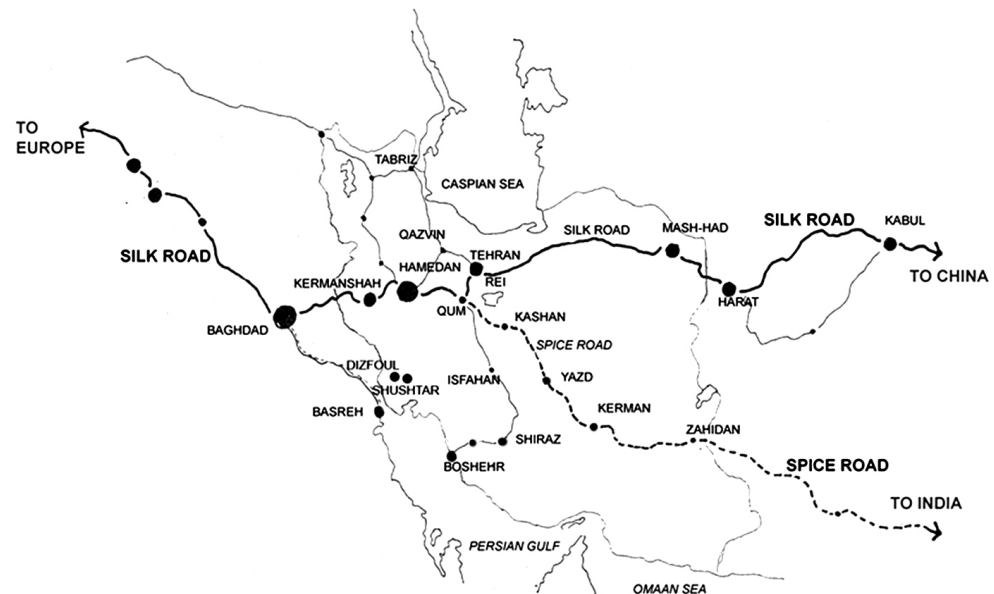 TO
EUROPE
TABRIZ
CASPIAN SEA
SILK ROAD
QAZVIN
SILK ROAD
MASH-HAD
SILK ROAD
KABUL
TO CHINA
TEHRAN
REI
HAMEDAN
KERMANSHAH
HARAT
BAGHDAD
QUM
KASHAN
SPICE ROAD
DIZFOUL
SHUSHTAR
ISFAHAN
YAZD
BASREH
KERMAN
ZAHIDAN
SHIRAZ
BOSHEHR
SPICE ROAD
TO INDIA
PERSIAN GULF
OMAAN SEA